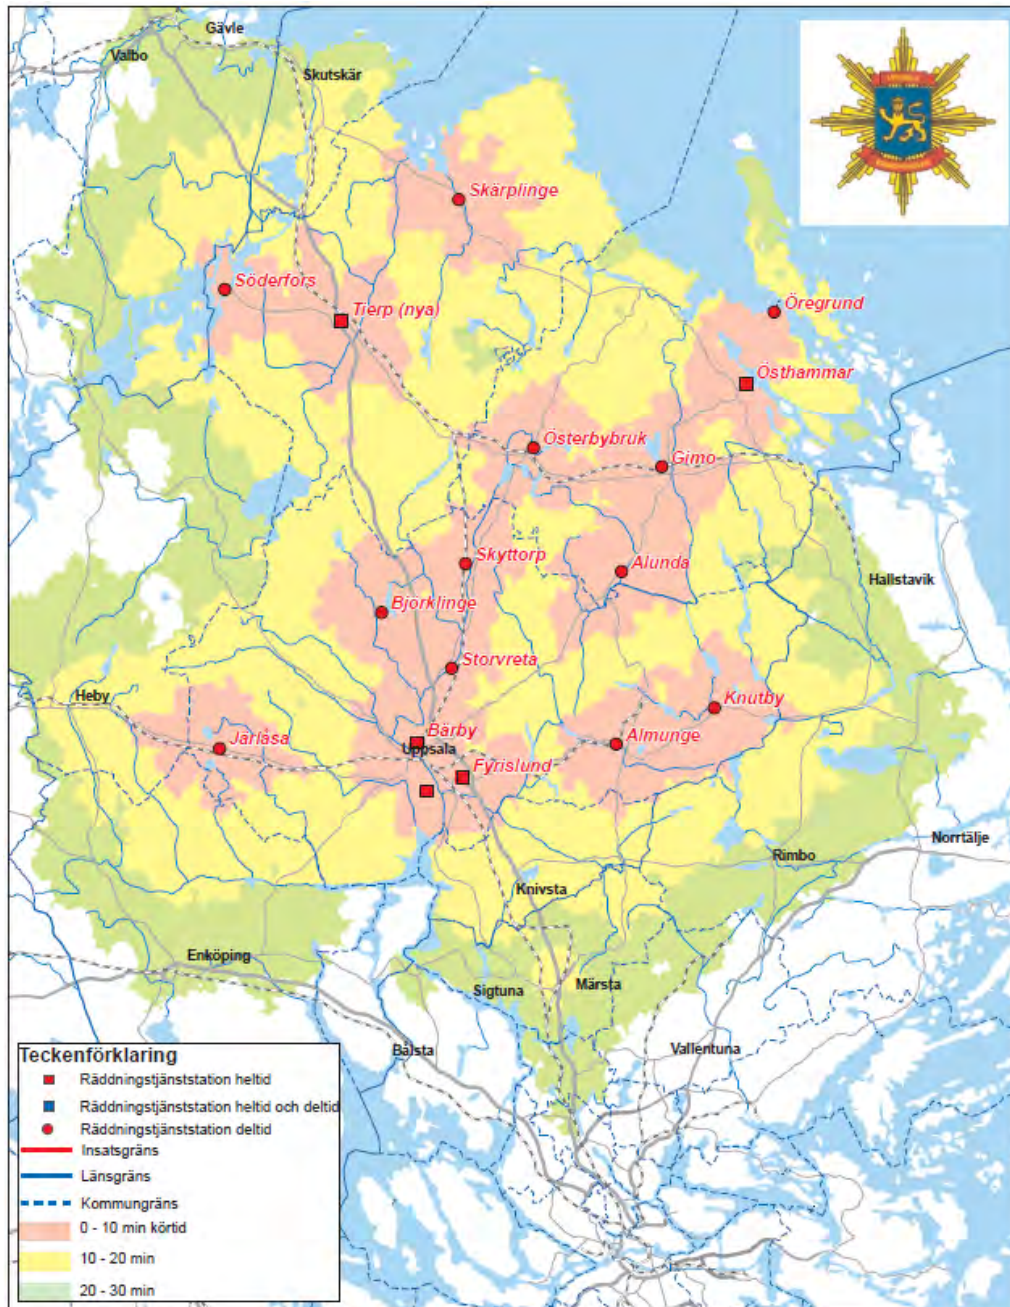 Gävle
Valbo
Skutskär
Skärplinge
Söderfors
Tierp (nya)
Öregrund
Östhammar
Österbybruk
Gimo
Skyttorp
Alunda
Hallstavik
Björklinge
Storvreta
Heby
Knutby
Järlåsa
Bärby
Almunge
Uppsala
Fyrislund
Norrtälje
Rimbo
Knivsta
Enköping
Sigtuna
Märsta
Bålsta
Vallentuna
Teckenförklaring
Räddningstjänststation heltid
Räddningstjänststation heltid och deltid
Räddningstjänststation deltid
Insatsgräns
Länsgräns
Kommungräns
0 - 10 min körtid
10 - 20 min
20 - 30 min